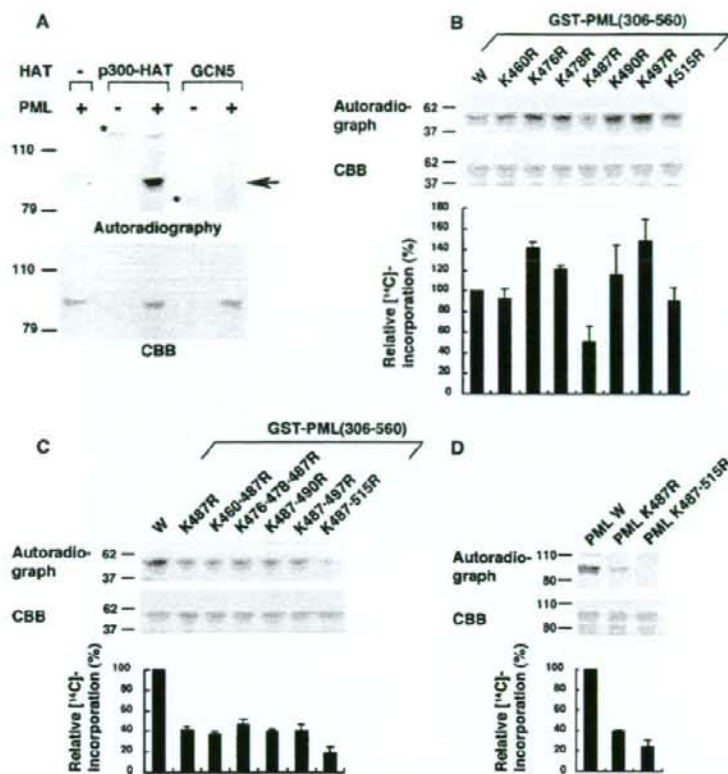 A
HAT - p300-HAT GCN5
PML + - + - +
*
110
*
79
Autoradiography
110
79
CBB
B
GST-PML(306-560)
W K460R K476R K478R K487R K490R K497R K515R
Autoradio-
graph
62
37
CBB
62
37
Relative [¹⁴C]-
Incorporation (%)
180
160
140
120
100
80
60
40
20
0
C
GST-PML(306-560)
W K487R K460-487R K476-478-487R K487-490R K487-497R K487-515R
Autoradio-
graph
62
37
CBB
62
37
Relative [¹⁴C]-
Incorporation (%)
100
80
60
40
20
0
D
PML W PML K487R PML K487-515R
Autoradio-
graph
110
80
CBB
110
80
Relative [¹⁴C]-
Incorporation (%)
100
80
60
40
20
0